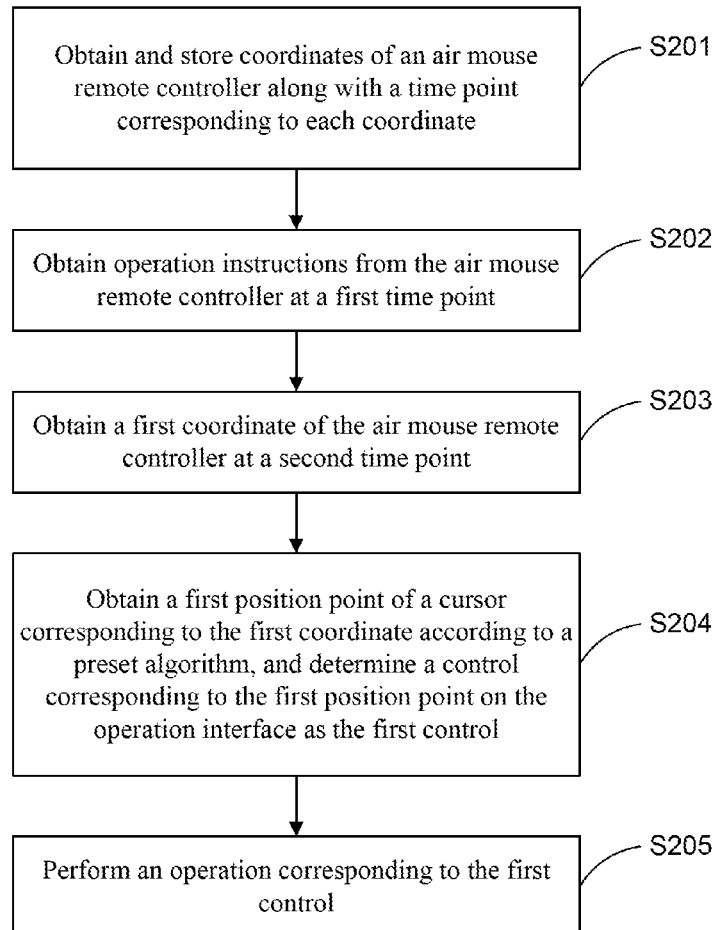 Obtain and store coordinates of an air mouse
remote controller along with a time point
corresponding to each coordinate
S201
Obtain operation instructions from the air mouse
remote controller at a first time point
S202
Obtain a first coordinate of the air mouse remote
controller at a second time point
S203
Obtain a first position point of a cursor
corresponding to the first coordinate according to a
preset algorithm, and determine a control
corresponding to the first position point on the
operation interface as the first control
S204
Perform an operation corresponding to the first
control
S205